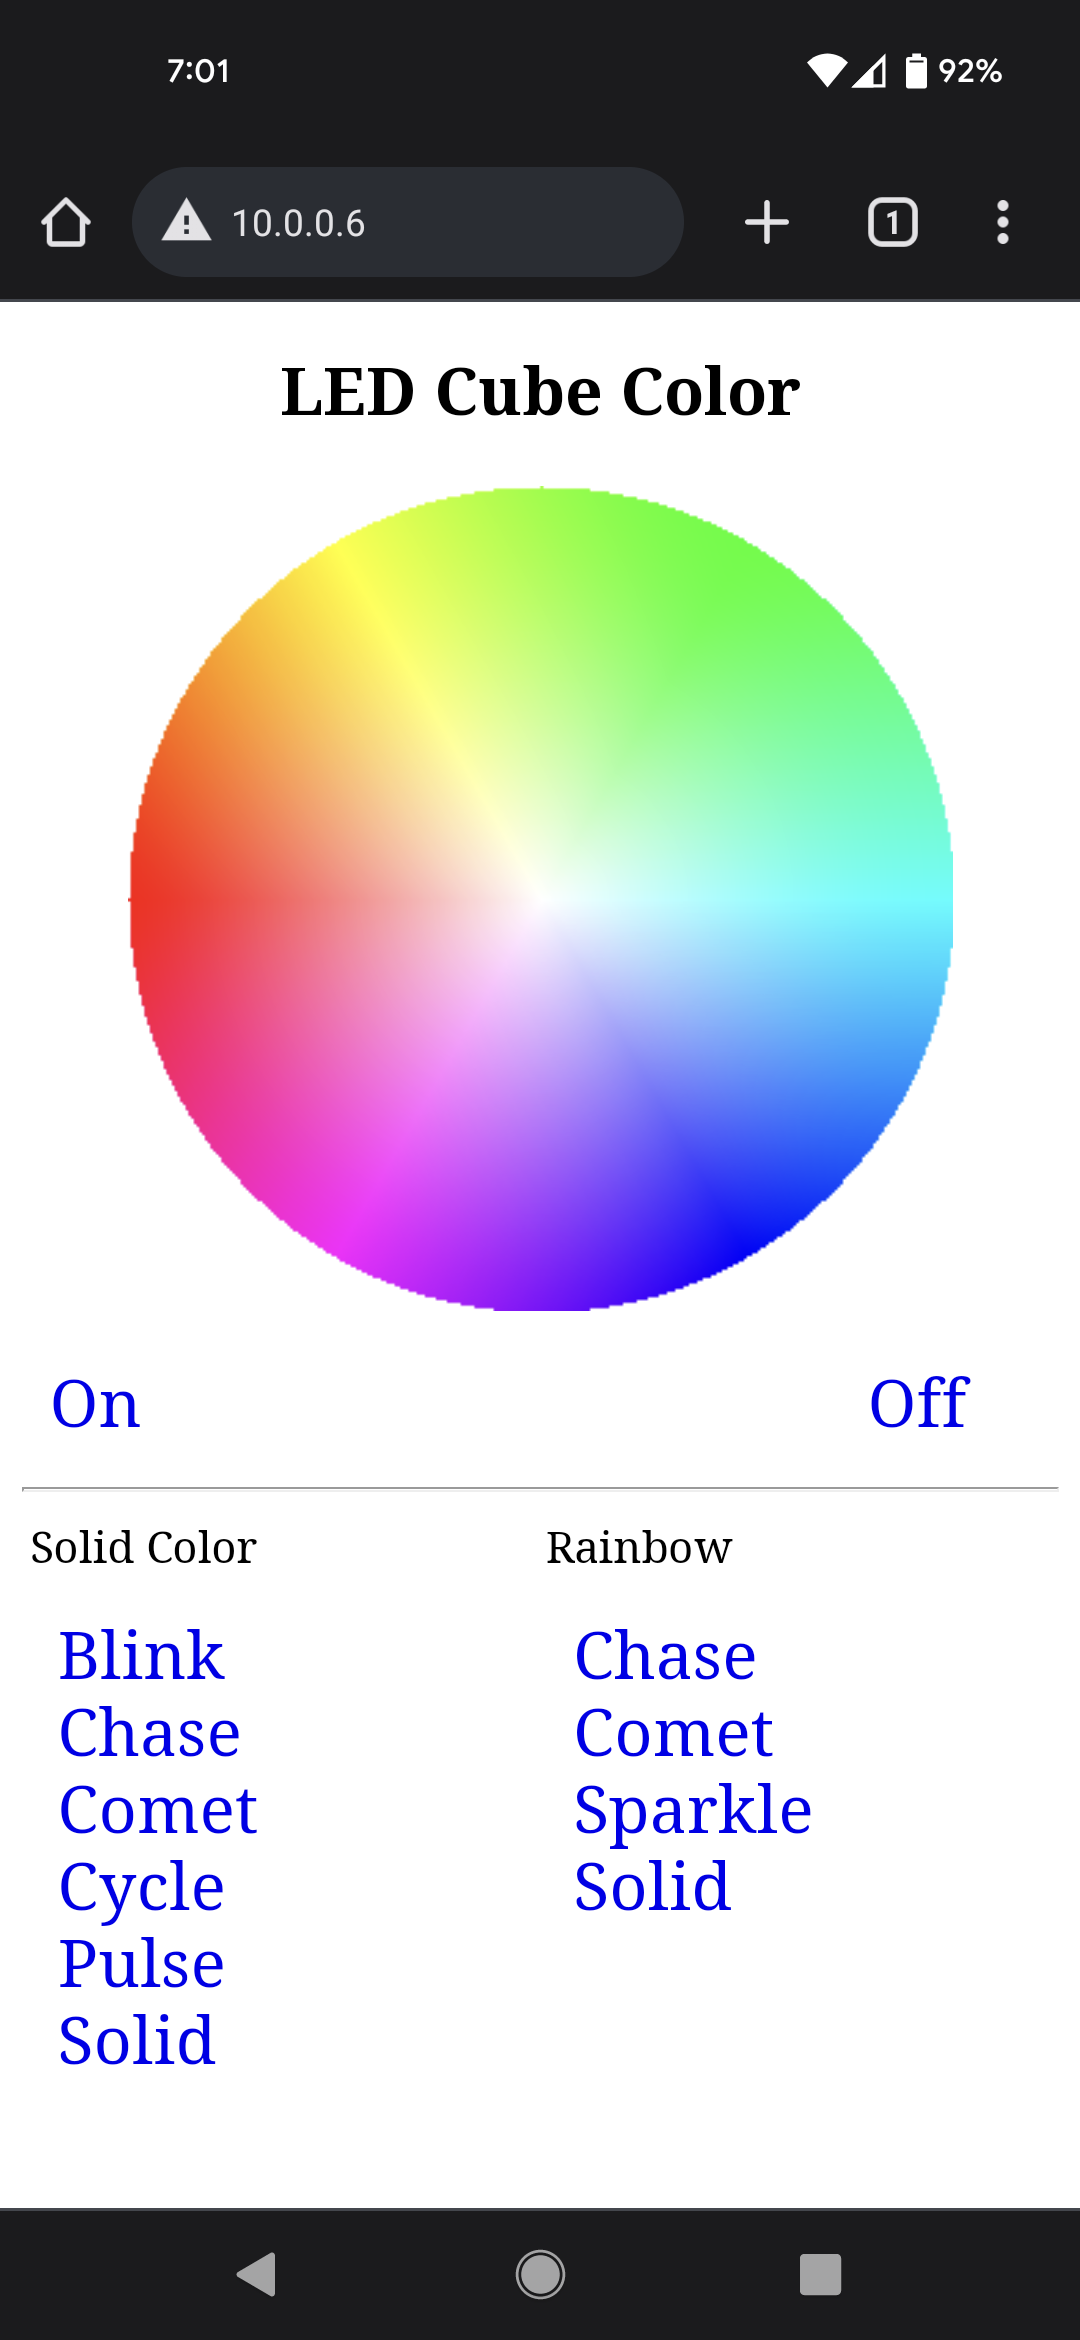 7:01 92%
10.0.0.6 1
LED Cube Color
On Off
Solid Color Rainbow
Blink Chase
Chase Comet
Comet Sparkle
Cycle Solid
Pulse
Solid